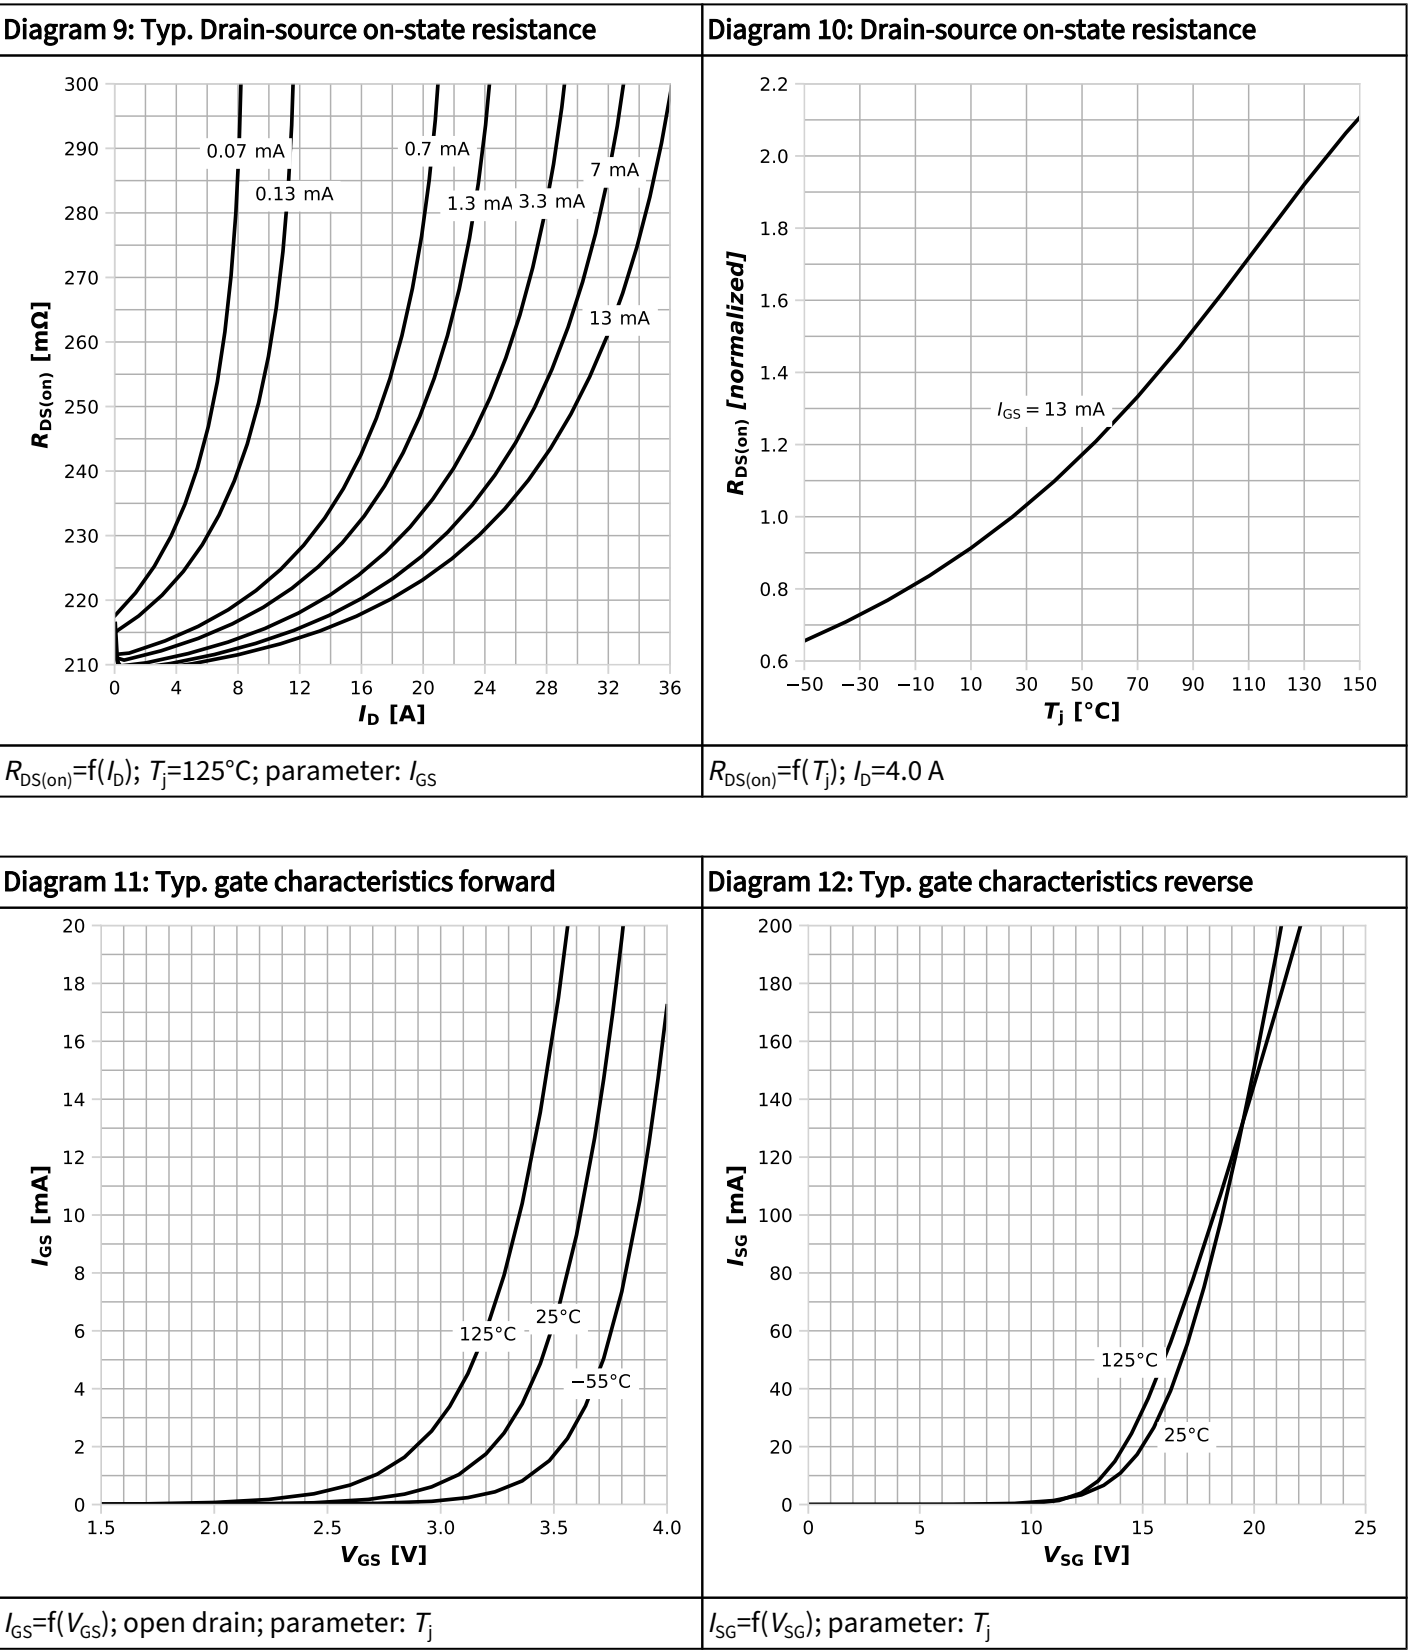 Diagram 9: Typ. Drain-source on-state resistance
300
290
280
270
260
250
240
230
220
210
0.07 mA
0.13 mA
0.7 mA
1.3 mA
3.3 mA
7 mA
13 mA
0 4 8 12 16 20 24 28 32 36
RDS(on) [mΩ]
ID [A]
RDS(on)=f(ID); Tj=125°C; parameter: IGS
Diagram 10: Drain-source on-state resistance
2.2
2.0
1.8
1.6
1.4
1.2
1.0
0.8
0.6
IGS = 13 mA
−50 −30 −10 10 30 50 70 90 110 130 150
RDS(on) [normalized]
Tj [°C]
RDS(on)=f(Tj); ID=4.0 A
Diagram 11: Typ. gate characteristics forward
20
18
16
14
12
10
8
6
4
2
0
125°C
25°C
−55°C
1.5 2.0 2.5 3.0 3.5 4.0
IGS [mA]
VGS [V]
IGS=f(VGS); open drain; parameter: Tj
Diagram 12: Typ. gate characteristics reverse
200
180
160
140
120
100
80
60
40
20
0
125°C
25°C
0 5 10 15 20 25
ISG [mA]
VSG [V]
ISG=f(VSG); parameter: Tj